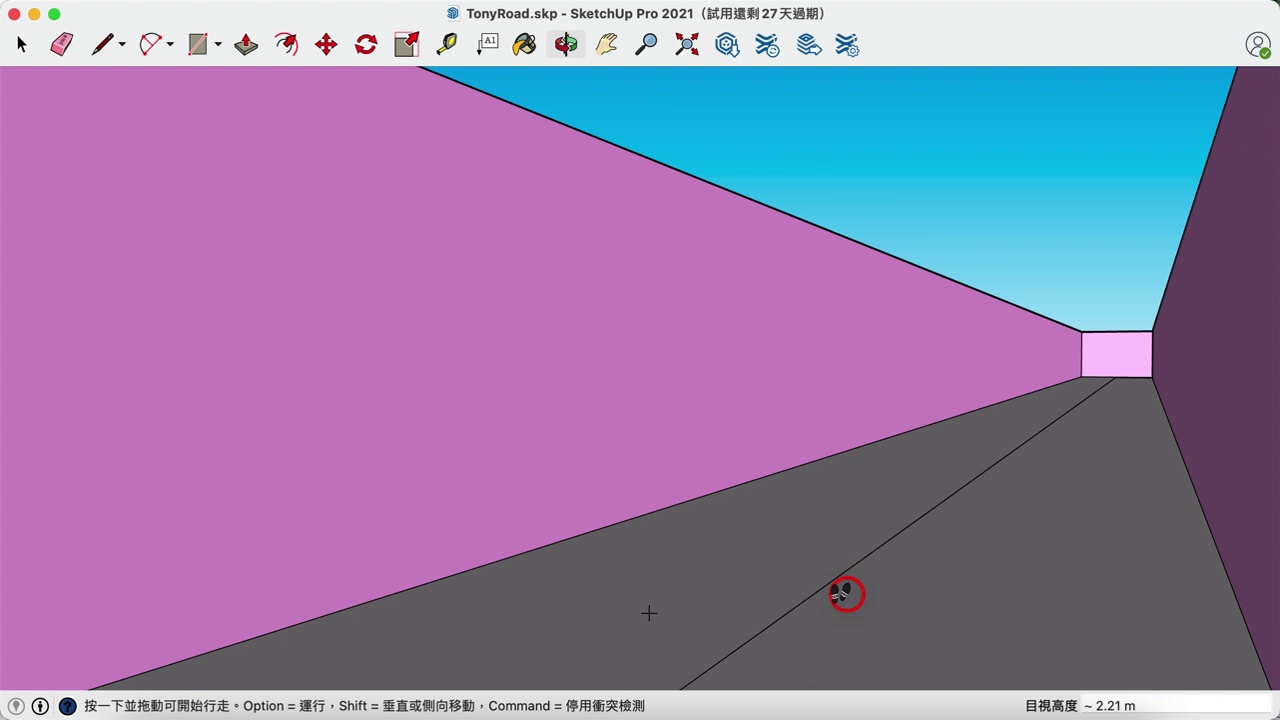 TonyRoad.skp - SketchUp Pro 2021（試用還剩 27 天過期）
A1
按一下並拖動可開始行走。Option = 運行，Shift = 垂直或側向移動，Command = 停用衝突檢測
目視高度 ~ 2.21 m